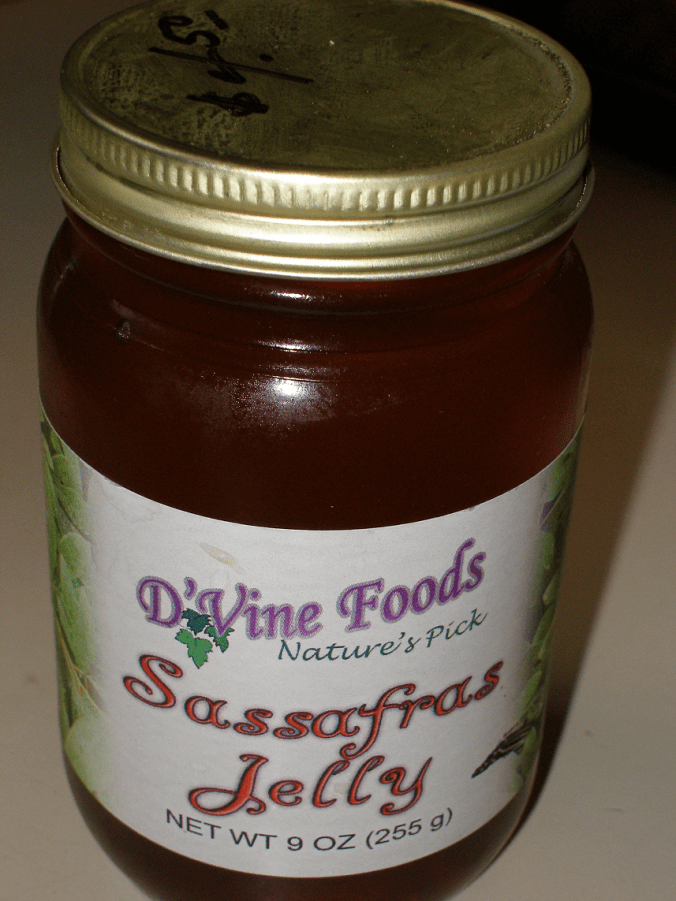 D'Vine Foods
Nature's Pick
Sassafras
Jelly
NET WT 9 OZ (255 g)